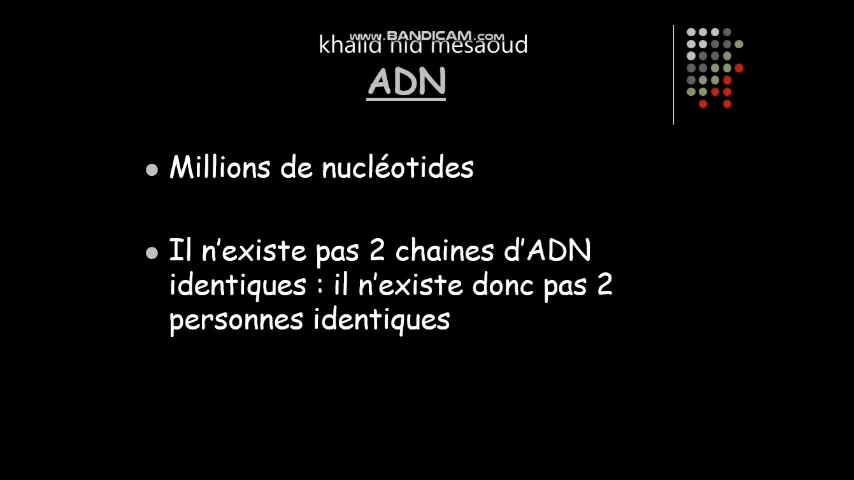 www.BANDICAM.com
khalid nid mesaoud
ADN
Millions de nucléotides
Il n'existe pas 2 chaines d'ADN
identiques : il n'existe donc pas 2
personnes identiques